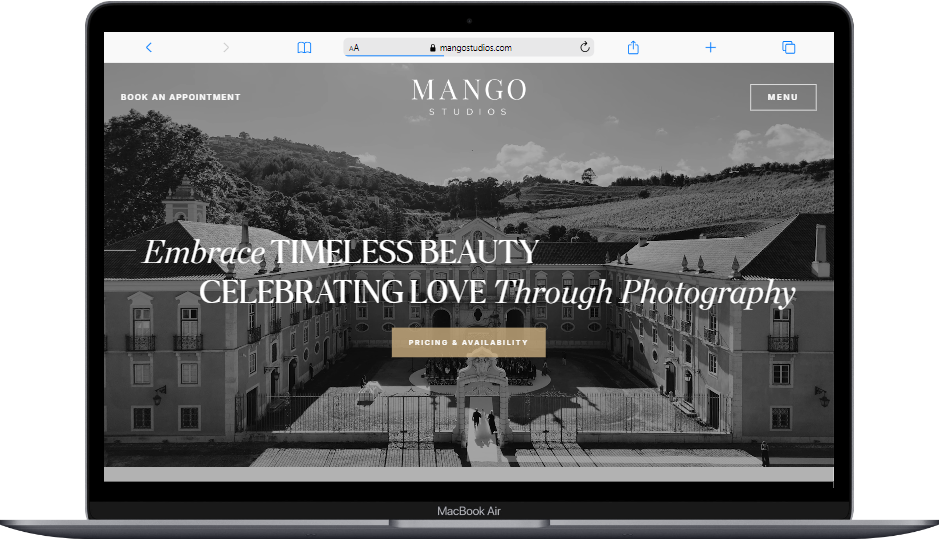 AA
mangostudios.com
BOOK AN APPOINTMENT
MANGO
STUDIOS
MENU
Embrace TIMELESS BEAUTY
CELEBRATING LOVE Through Photography
PRICING & AVAILABILITY
MacBook Air